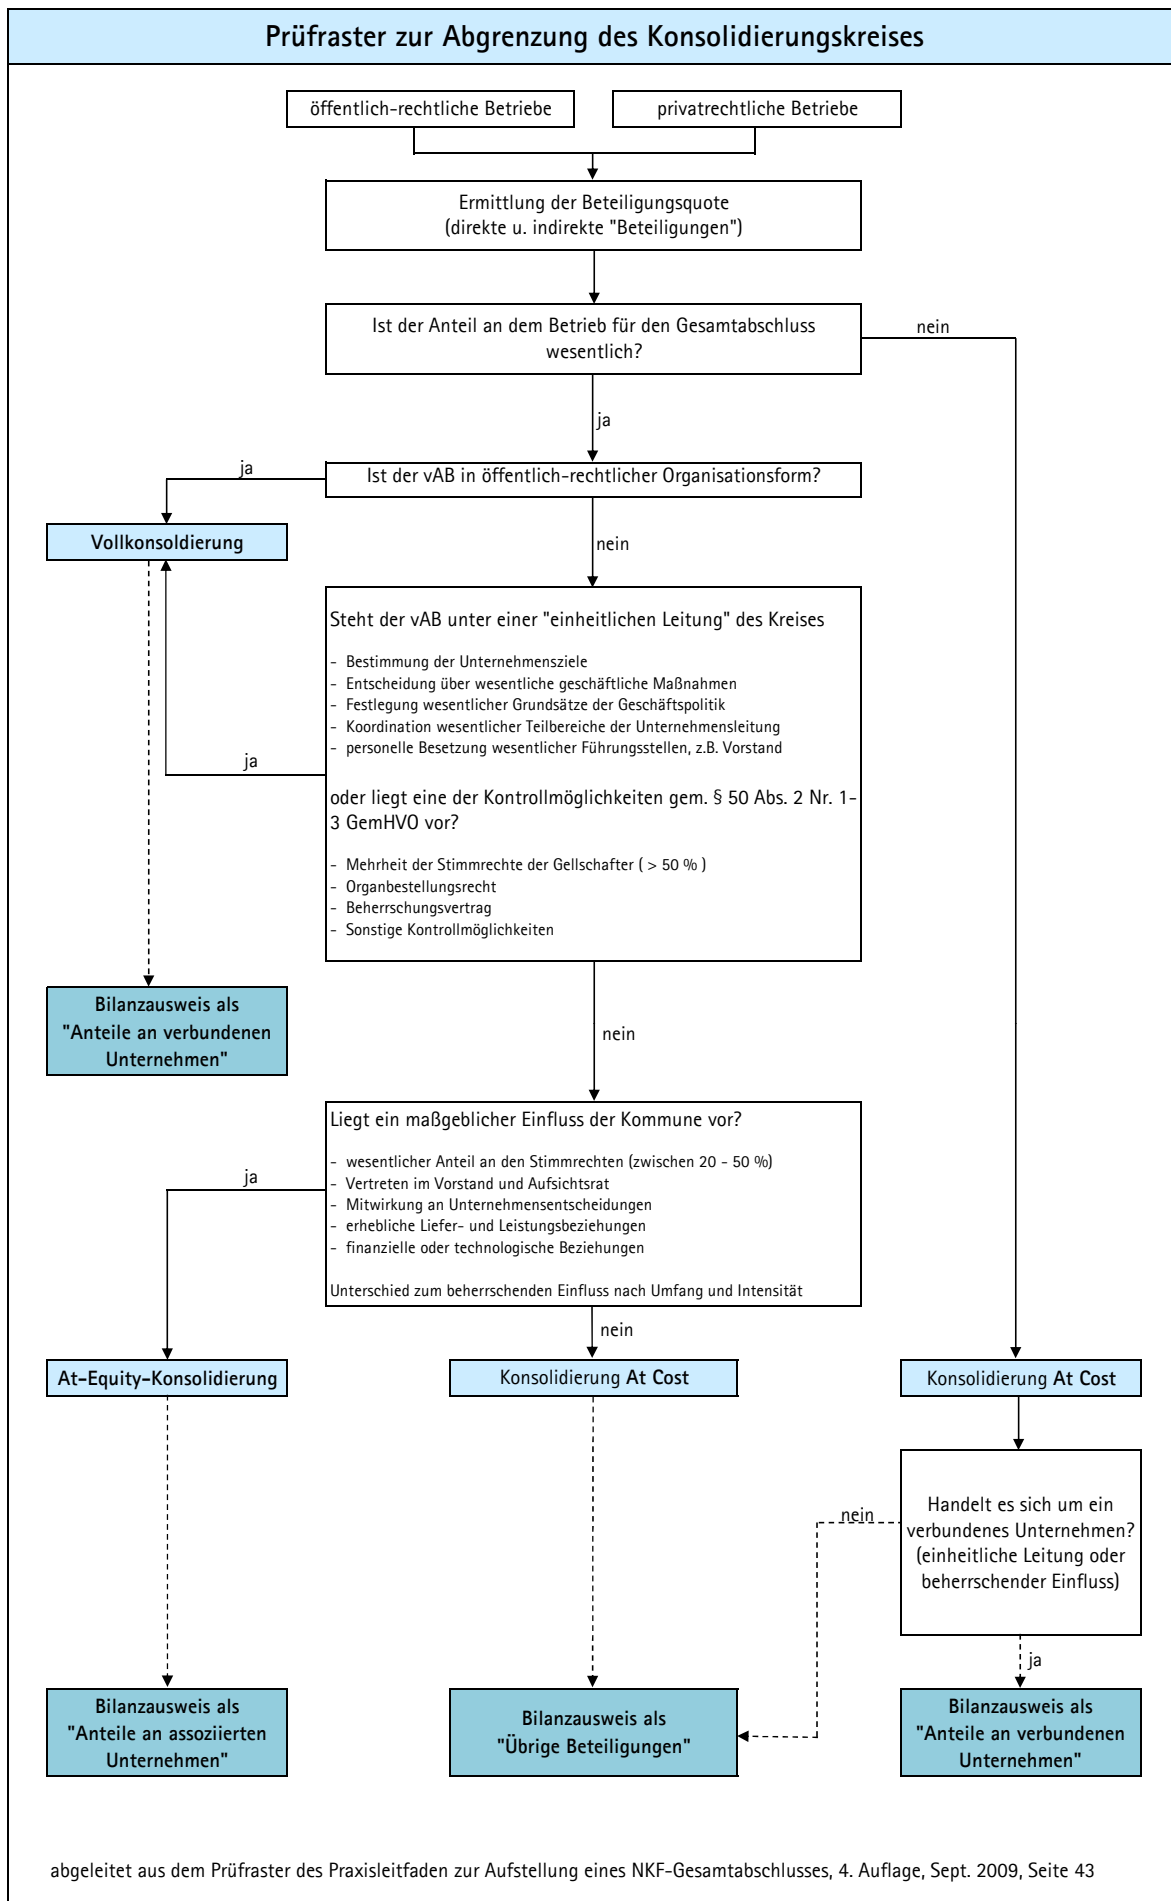 Prüfraster zur Abgrenzung des Konsolidierungskreises
öffentlich-rechtliche Betriebe
privatrechtliche Betriebe
Ermittlung der Beteiligungsquote
(direkte u. indirekte "Beteiligungen")
Ist der Anteil an dem Betrieb für den Gesamtabschluss
wesentlich?
nein
ja
Ist der vAB in öffentlich-rechtlicher Organisationsform?
ja
Vollkonsoldierung
nein
Steht der vAB unter einer "einheitlichen Leitung" des Kreises
- Bestimmung der Unternehmensziele
- Entscheidung über wesentliche geschäftliche Maßnahmen
- Festlegung wesentlicher Grundsätze der Geschäftspolitik
- Koordination wesentlicher Teilbereiche der Unternehmensleitung
- personelle Besetzung wesentlicher Führungsstellen, z.B. Vorstand
ja
oder liegt eine der Kontrollmöglichkeiten gem. § 50 Abs. 2 Nr. 1-
3 GemHVO vor?
- Mehrheit der Stimmrechte der Gellschafter ( > 50 % )
- Organbestellungsrecht
- Beherrschungsvertrag
- Sonstige Kontrollmöglichkeiten
Bilanzausweis als
"Anteile an verbundenen
Unternehmen"
nein
Liegt ein maßgeblicher Einfluss der Kommune vor?
- wesentlicher Anteil an den Stimmrechten (zwischen 20 - 50 %)
- Vertreten im Vorstand und Aufsichtsrat
- Mitwirkung an Unternehmensentscheidungen
- erhebliche Liefer- und Leistungsbeziehungen
- finanzielle oder technologische Beziehungen
Unterschied zum beherrschenden Einfluss nach Umfang und Intensität
ja
nein
At-Equity-Konsolidierung
Konsolidierung At Cost
Konsolidierung At Cost
Handelt es sich um ein
verbundenes Unternehmen?
(einheitliche Leitung oder
beherrschender Einfluss)
nein
ja
Bilanzausweis als
"Anteile an assoziierten
Unternehmen"
Bilanzausweis als
"Übrige Beteiligungen"
Bilanzausweis als
"Anteile an verbundenen
Unternehmen"
abgeleitet aus dem Prüfraster des Praxisleitfaden zur Aufstellung eines NKF-Gesamtabschlusses, 4. Auflage, Sept. 2009, Seite 43